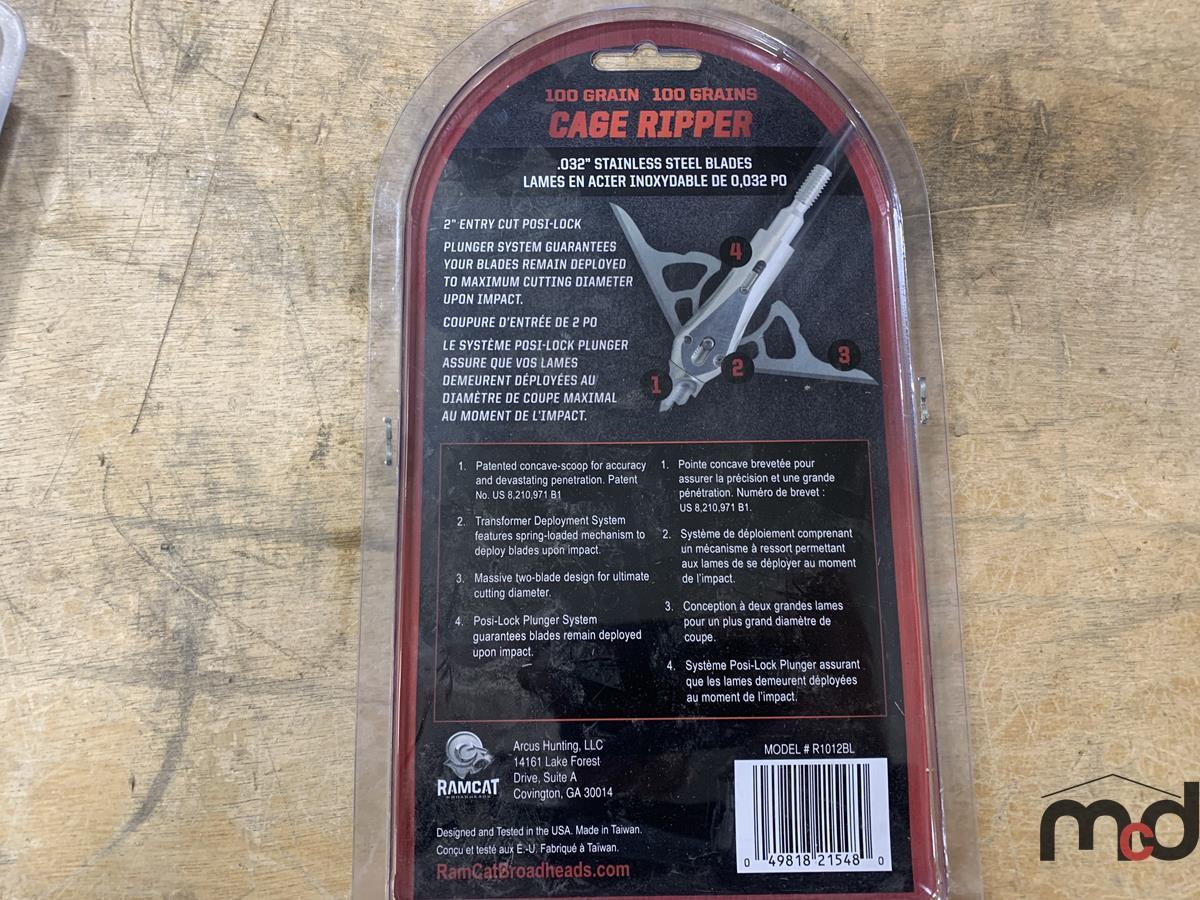 100 GRAIN 100 GRAINS
CAGE RIPPER
.032" STAINLESS STEEL BLADES
LAMES EN ACIER INOXYDABLE DE 0,032 PO
2" ENTRY CUT POSI-LOCK
PLUNGER SYSTEM GUARANTEES
YOUR BLADES REMAIN DEPLOYED
TO MAXIMUM CUTTING DIAMETER
UPON IMPACT.
COUPURE D'ENTRÉE DE 2 PO
LE SYSTÈME POSI-LOCK PLUNGER
ASSURE QUE VOS LAMES
DEMEURENT DÉPLOYÉES AU
DIAMÈTRE DE COUPE MAXIMAL
AU MOMENT DE L'IMPACT.
4
3
2
1
1. Patented concave-scoop for accuracy
and devastating penetration. Patent
No. US 8,210,971 B1
2. Transformer Deployment System
features spring-loaded mechanism to
deploy blades upon impact.
3. Massive two-blade design for ultimate
cutting diameter.
4. Posi-Lock Plunger System
guarantees blades remain deployed
upon impact.
1. Pointe concave brevetée pour
assurer la précision et une grande
pénétration. Numéro de brevet :
US 8,210,971 B1.
2. Système de déploiement comprenant
un mécanisme à ressort permettant
aux lames de se déployer au moment
de l'impact.
3. Conception à deux grandes lames
pour un plus grand diamètre de
coupe.
4. Système Posi-Lock Plunger assurant
que les lames demeurent déployées
au moment de l'impact.
RAMCAT
BROADHEADS
Arcus Hunting, LLC
14161 Lake Forest
Drive, Suite A
Covington, GA 30014
MODEL # R1012BL
0 49818 21548 0
Designed and Tested in the USA. Made in Taiwan.
Conçu et testé aux É.-U. Fabriqué à Taïwan.
RamCatBroadheads.com
mcd